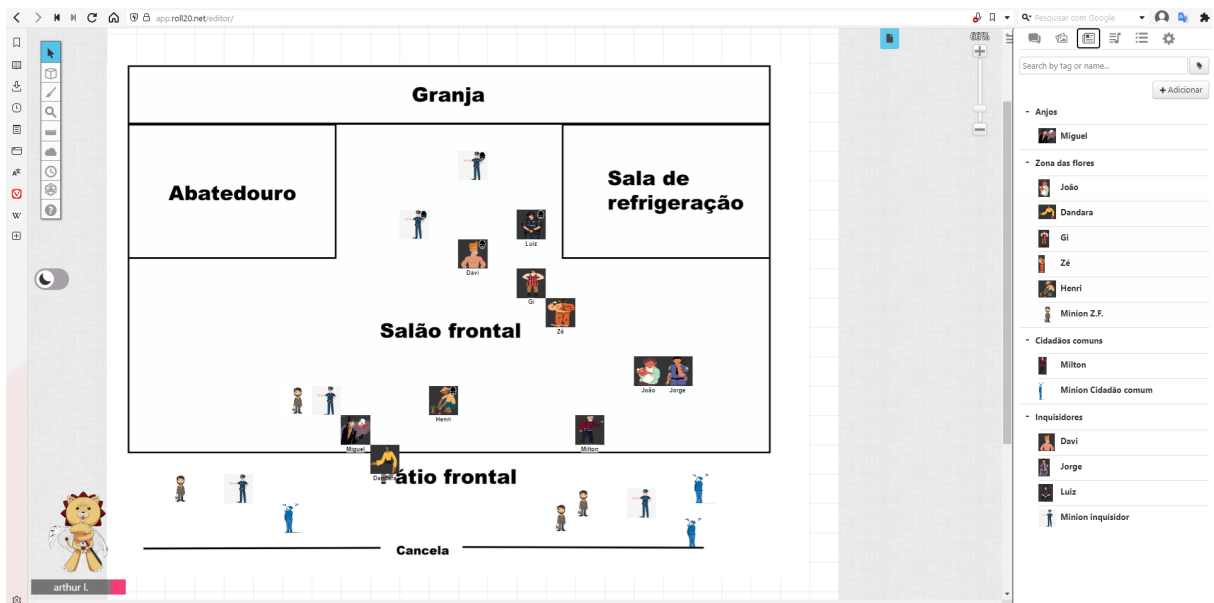 app.roll20.net/editor/
Pesquisar com Google
66%
Search by tag or name...
+ Adicionar
Granja
Abatedouro
Sala de
refrigeração
Luiz
Davi
Gi
Zé
Salão frontal
João
Jorge
Henri
Miguel
Milton
Dandara
Pátio frontal
Cancela
arthur l.
- Anjos
Miguel
- Zona das flores
João
Dandara
Gi
Zé
Henri
Minion Z.F.
- Cidadãos comuns
Milton
Minion Cidadão comum
- Inquisidores
Davi
Jorge
Luiz
Minion inquisidor